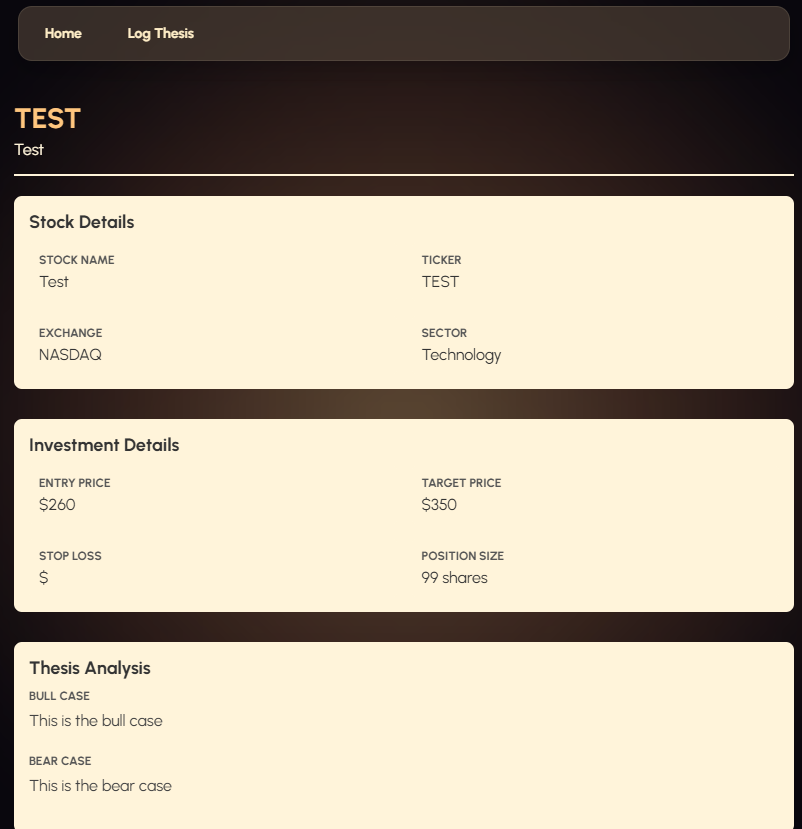 Home Log Thesis
TEST
Test
Stock Details
STOCK NAME TICKER
Test TEST
EXCHANGE SECTOR
NASDAQ Technology
Investment Details
ENTRY PRICE TARGET PRICE
$260 $350
STOP LOSS POSITION SIZE
$ 99 shares
Thesis Analysis
BULL CASE
This is the bull case
BEAR CASE
This is the bear case